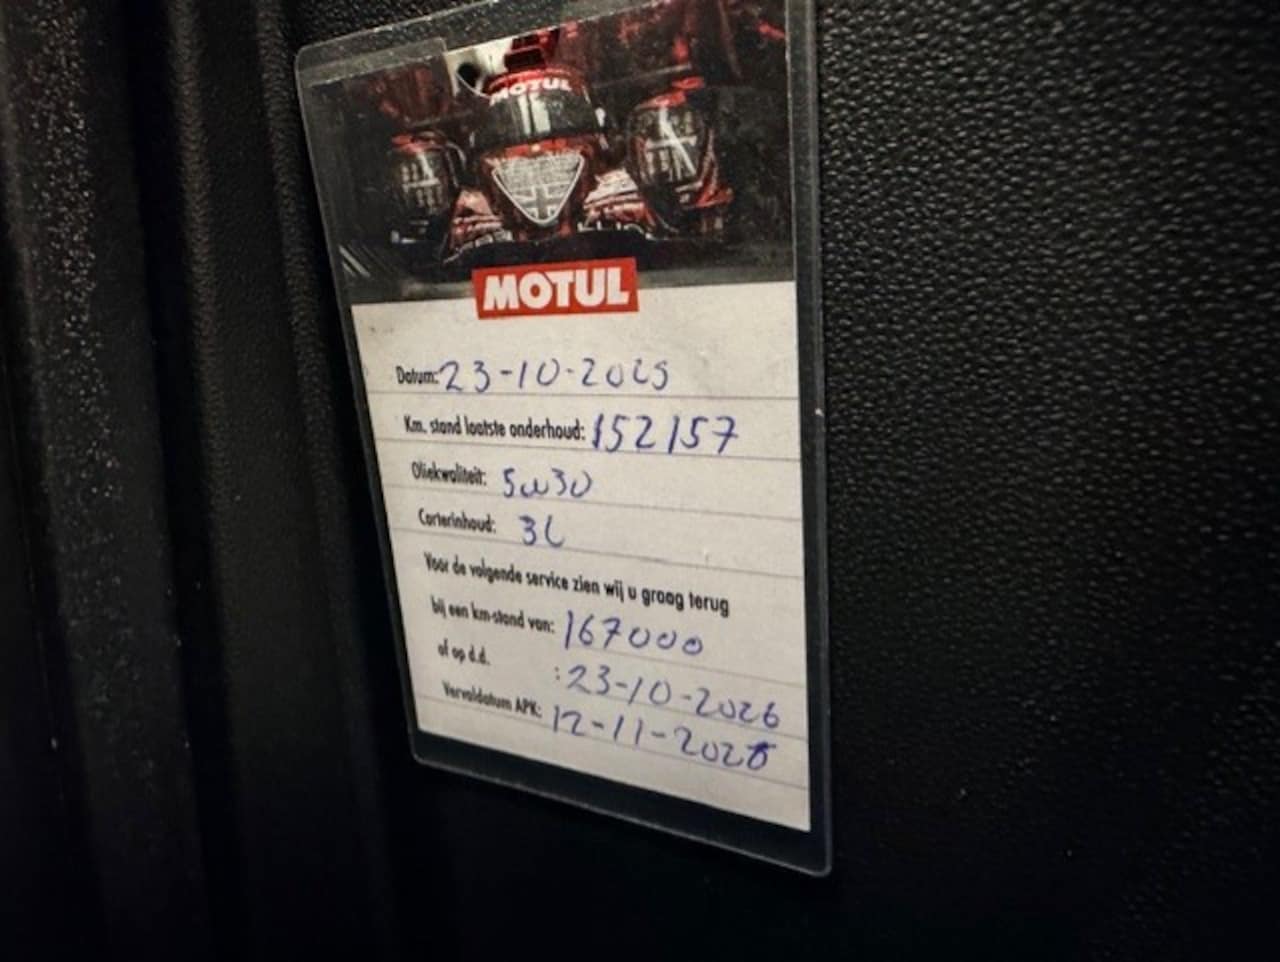 MOTUL
MOTUL
Datum: 23-10-2025
Km. stand laatste onderhoud: 152157
Oliekwaliteit: 5w30
Carterinhoud: 3L
Voor de volgende service zien wij u graag terug
bij een km-stand van: 167000
of op d.d. : 23-10-2026
Vervaldatum APK: 12-11-2026